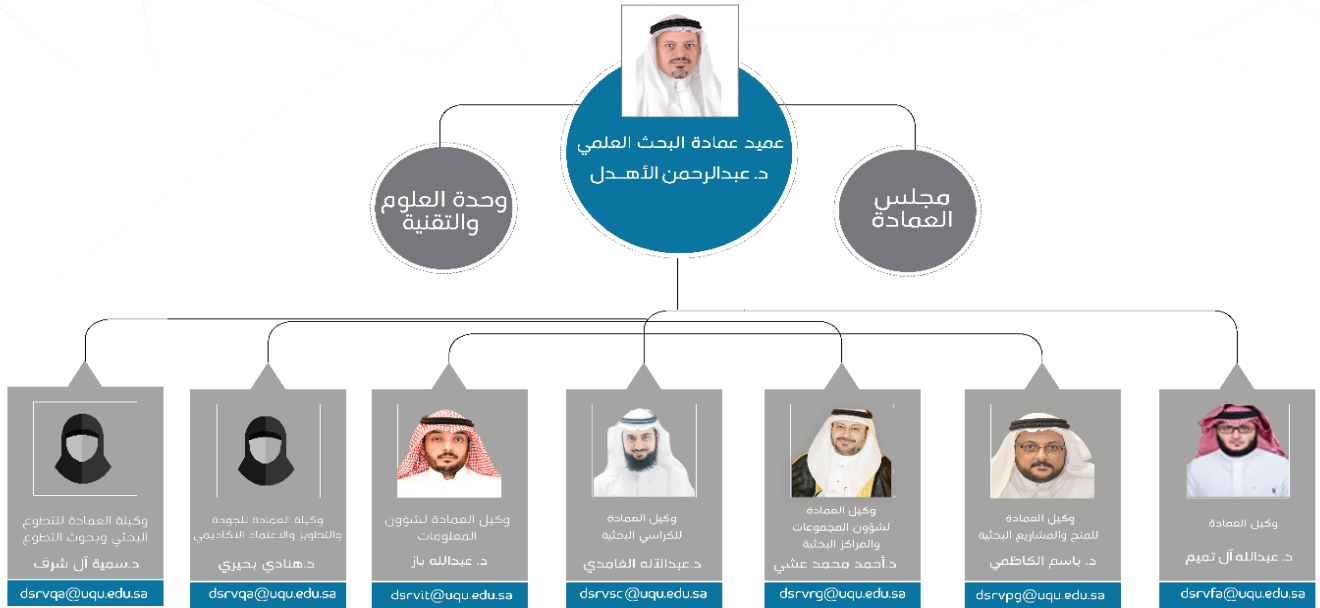 عميد عمادة البحث العلمي
د. عبدالرحمن الأهـدل
مجلس
العمادة
وحدة العلوم
والتقنية
وكيل العمادة
د. عبدالله آل تميم
dsrvfa@uqu.edu.sa
وكيل العمادة
للمنح والمشاريع البحثية
د. باسم الكاظمي
dsrvpg@uqu.edu.sa
وكيل العمادة
لشؤون المجموعات
والمراكز البحثية
د.أحمد محمد عشي
dsrvrg@uqu.edu.sa
وكيل العمادة
للكراسي البحثية
د.عبدالاله الغامدي
dsrvsc@uqu.edu.sa
وكيل العمادة لشؤون
المعلومات
د. عبدالله باز
dsrvit@uqu.edu.sa
وكيلة العمادة للجودة
والتطوير والاعتماد الاكاديمي
د.هنادي بحيري
dsrvqa@uqu.edu.sa
وكيلة العمادة للتطوع
البحثي وبحوث التطوع
د.سمية آل شرف
dsrvqa@uqu.edu.sa